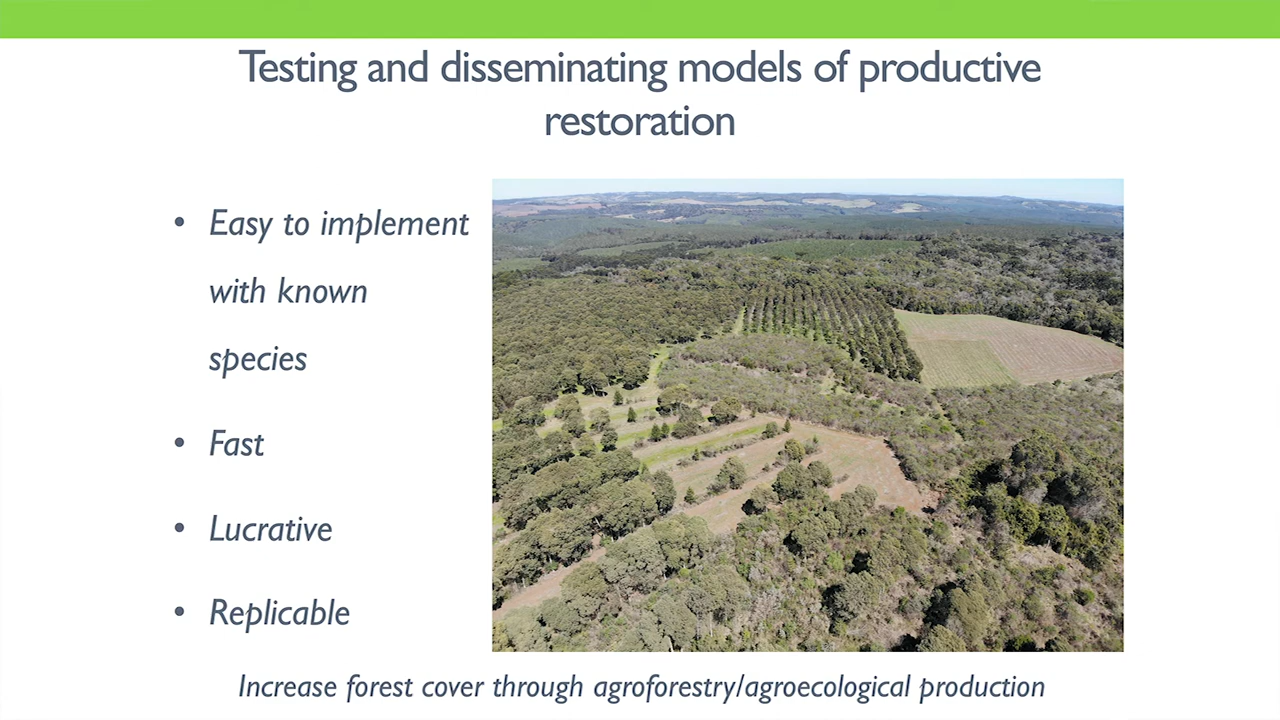 Testing and disseminating models of productive
restoration
• Easy to implement
with known
species
• Fast
• Lucrative
• Replicable
Increase forest cover through agroforestry/agroecological production